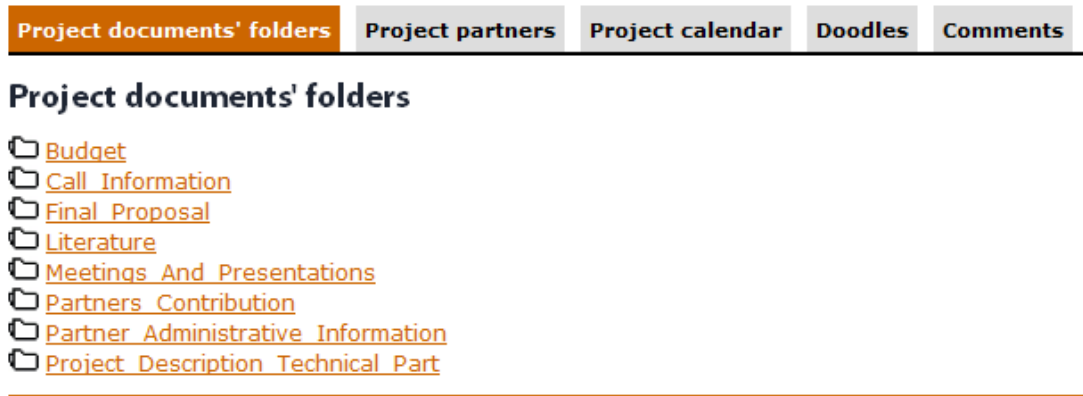 Project documents' folders Project partners Project calendar Doodles Comments
Project documents' folders
Budget
Call_Information
Final_Proposal
Literature
Meetings_And_Presentations
Partners_Contribution
Partner_Administrative_Information
Project_Description_Technical_Part